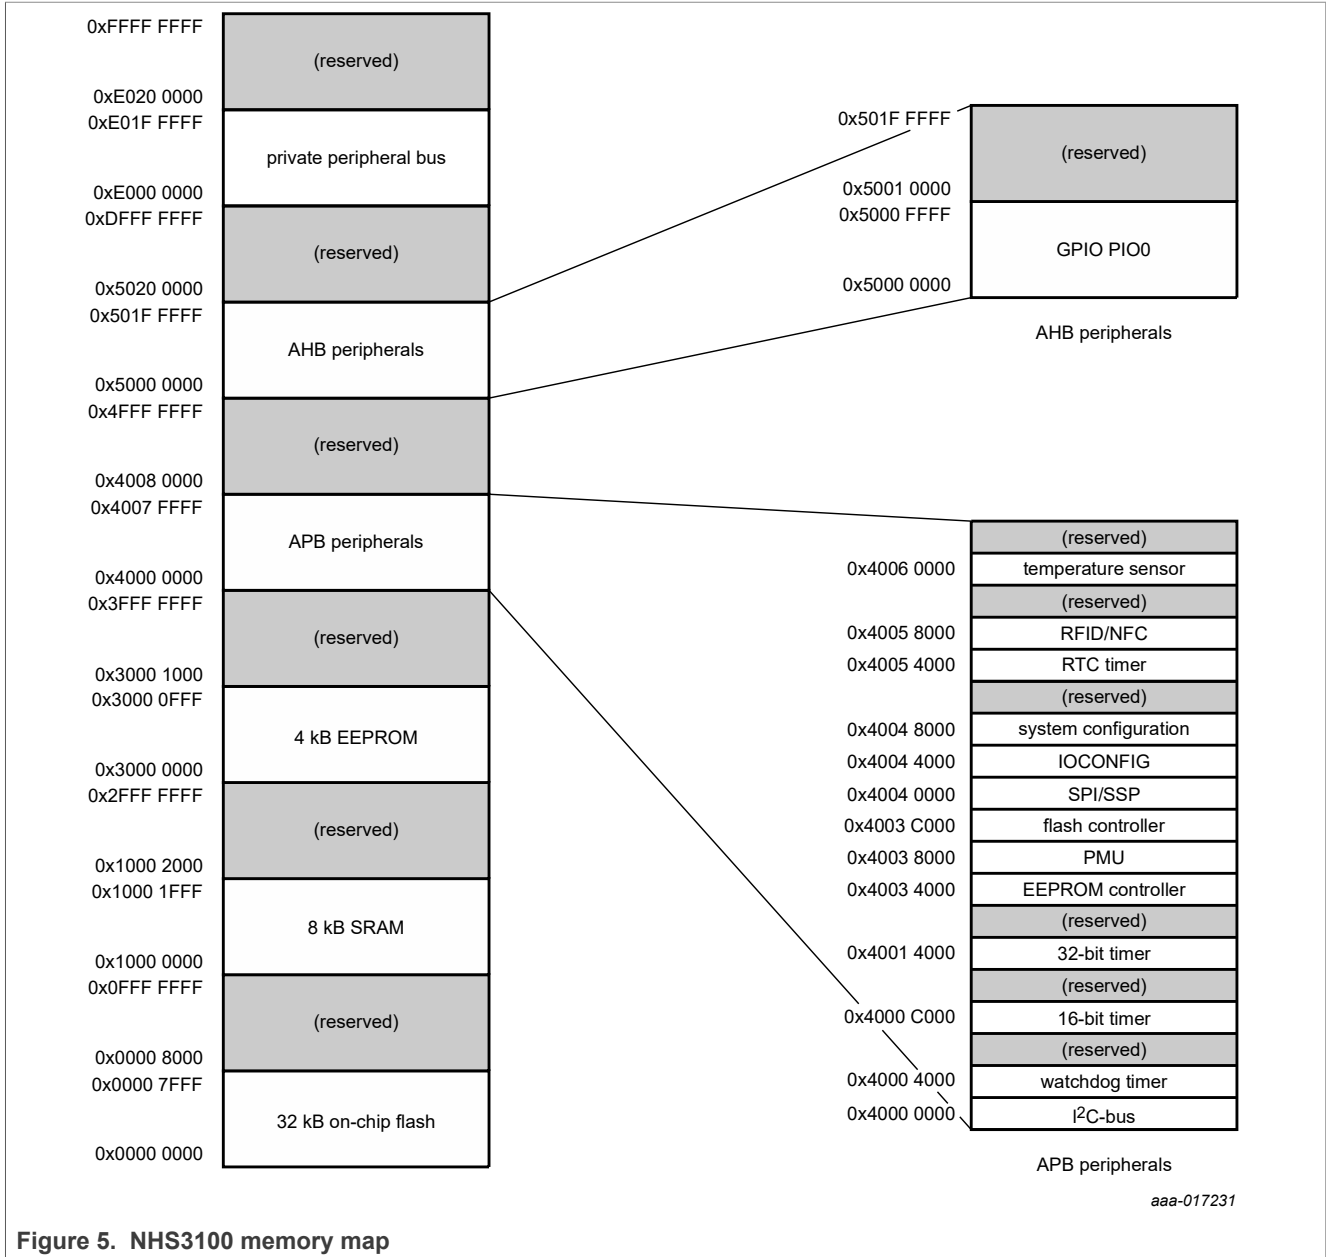 0xFFFF FFFF
(reserved)
0xE020 0000
0xE01F FFFF
private peripheral bus
0xE000 0000
0xDFFF FFFF
(reserved)
0x5020 0000
0x501F FFFF
AHB peripherals
0x5000 0000
0x4FFF FFFF
(reserved)
0x4008 0000
0x4007 FFFF
APB peripherals
0x4000 0000
0x3FFF FFFF
(reserved)
0x3000 1000
0x3000 0FFF
4 kB EEPROM
0x3000 0000
0x2FFF FFFF
(reserved)
0x1000 2000
0x1000 1FFF
8 kB SRAM
0x1000 0000
0x0FFF FFFF
(reserved)
0x0000 8000
0x0000 7FFF
32 kB on-chip flash
0x0000 0000
0x501F FFFF
(reserved)
0x5001 0000
0x5000 FFFF
GPIO PIO0
0x5000 0000
AHB peripherals
(reserved)
0x4006 0000 temperature sensor
(reserved)
0x4005 8000 RFID/NFC
0x4005 4000 RTC timer
(reserved)
0x4004 8000 system configuration
0x4004 4000 IOCONFIG
0x4004 0000 SPI/SSP
0x4003 C000 flash controller
0x4003 8000 PMU
0x4003 4000 EEPROM controller
(reserved)
0x4001 4000 32-bit timer
(reserved)
0x4000 C000 16-bit timer
(reserved)
0x4000 4000 watchdog timer
0x4000 0000 I²C-bus
APB peripherals
aaa-017231
Figure 5. NHS3100 memory map